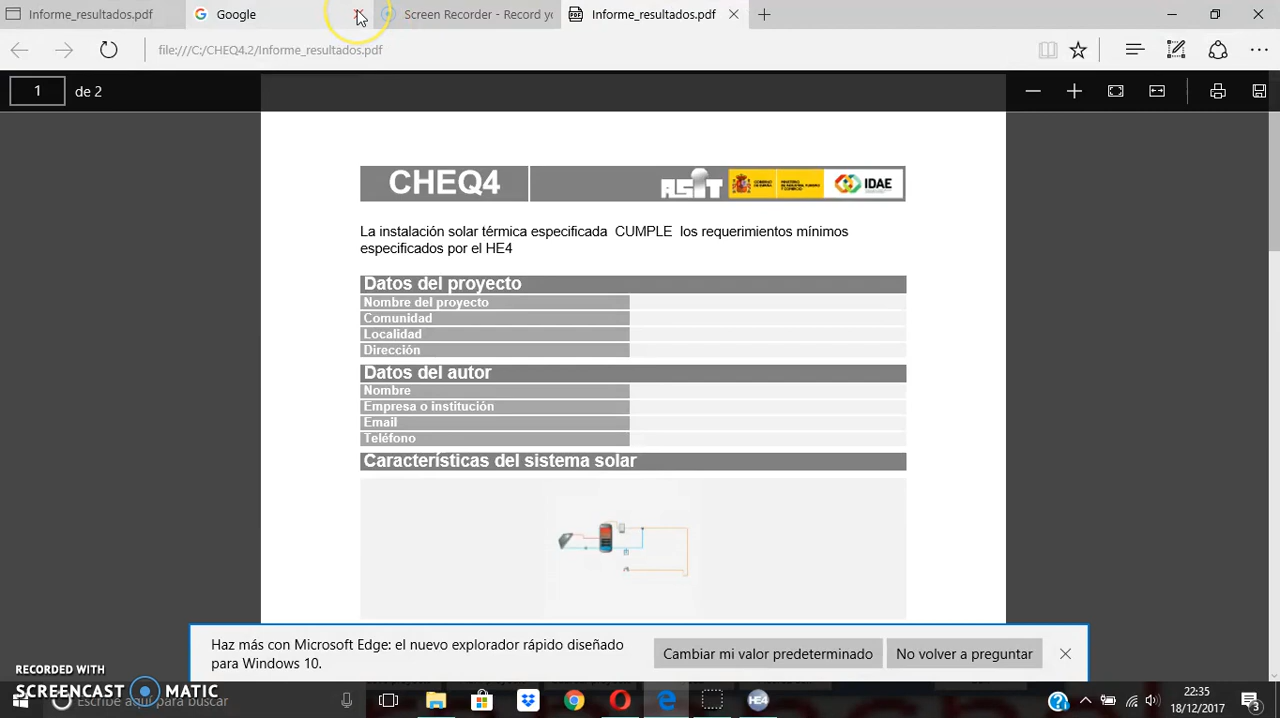 Informe_resultados.pdf
Google
Screen Recorder - Record yo
Informe_resultados.pdf
file:///C:/CHEQ4.2/Informe_resultados.pdf
1
de 2
CHEQ4
ASIT
IDAE
La instalación solar térmica especificada CUMPLE los requerimientos mínimos
especificados por el HE4
Datos del proyecto
Nombre del proyecto
Comunidad
Localidad
Dirección
Datos del autor
Nombre
Empresa o institución
Email
Teléfono
Características del sistema solar
Haz más con Microsoft Edge: el nuevo explorador rápido diseñado
para Windows 10.
Cambiar mi valor predeterminado
No volver a preguntar
RECORDED WITH
SCREENCAST MATIC
Escribe aquí para buscar
HE4
22:35
18/12/2017
3